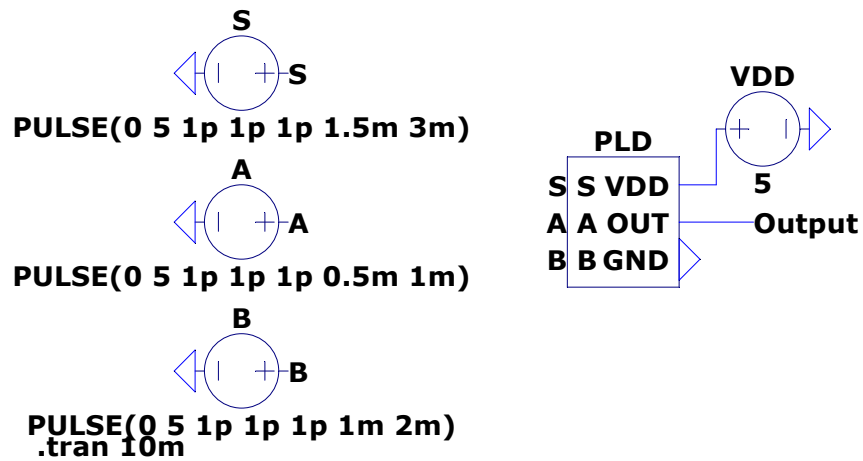 S
S
PULSE(0 5 1p 1p 1p 1.5m 3m)
A
A
PULSE(0 5 1p 1p 1p 0.5m 1m)
B
B
PULSE(0 5 1p 1p 1p 1m 2m)
.tran 10m
VDD
5
PLD
S S VDD
A A OUT Output
B B GND